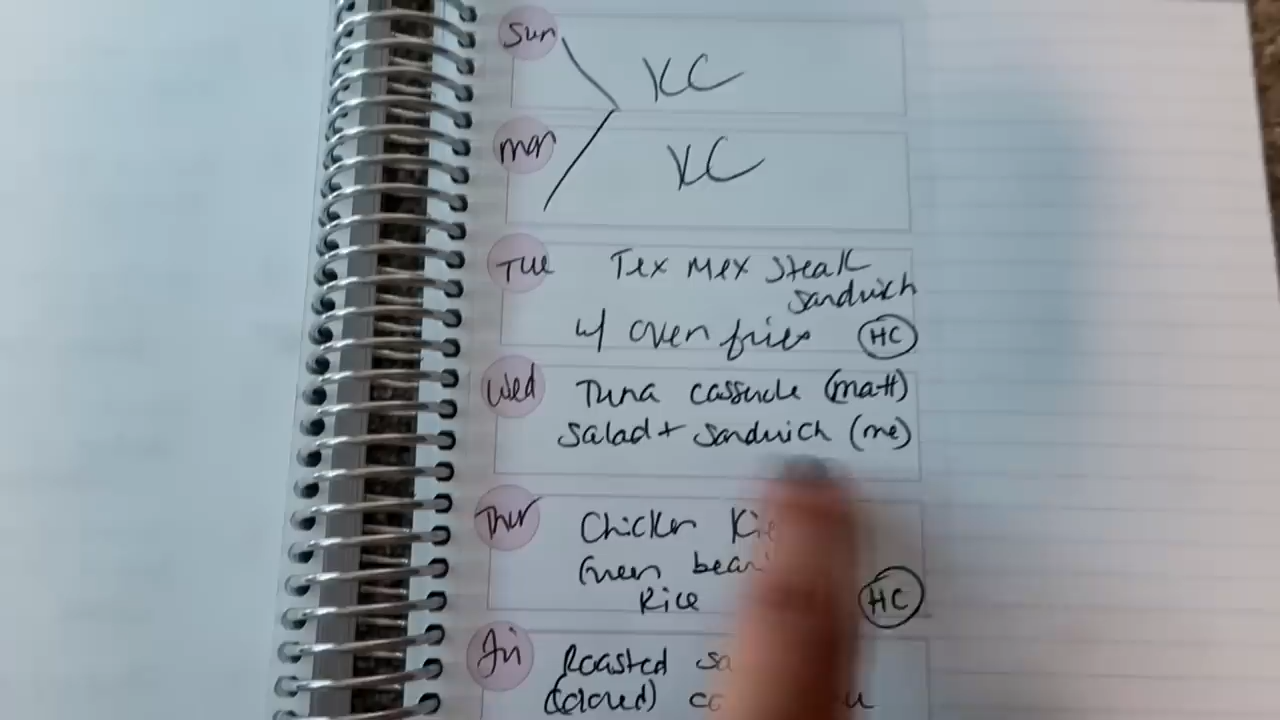 Sun KC
Mon KC
Tue Tex Mex Steak
sandwich
w/ oven fries HC
Wed Tuna casserole (matt)
Salad + Sandwich (me)
Thur Chicken
Green
Rice HC
Fri Roasted